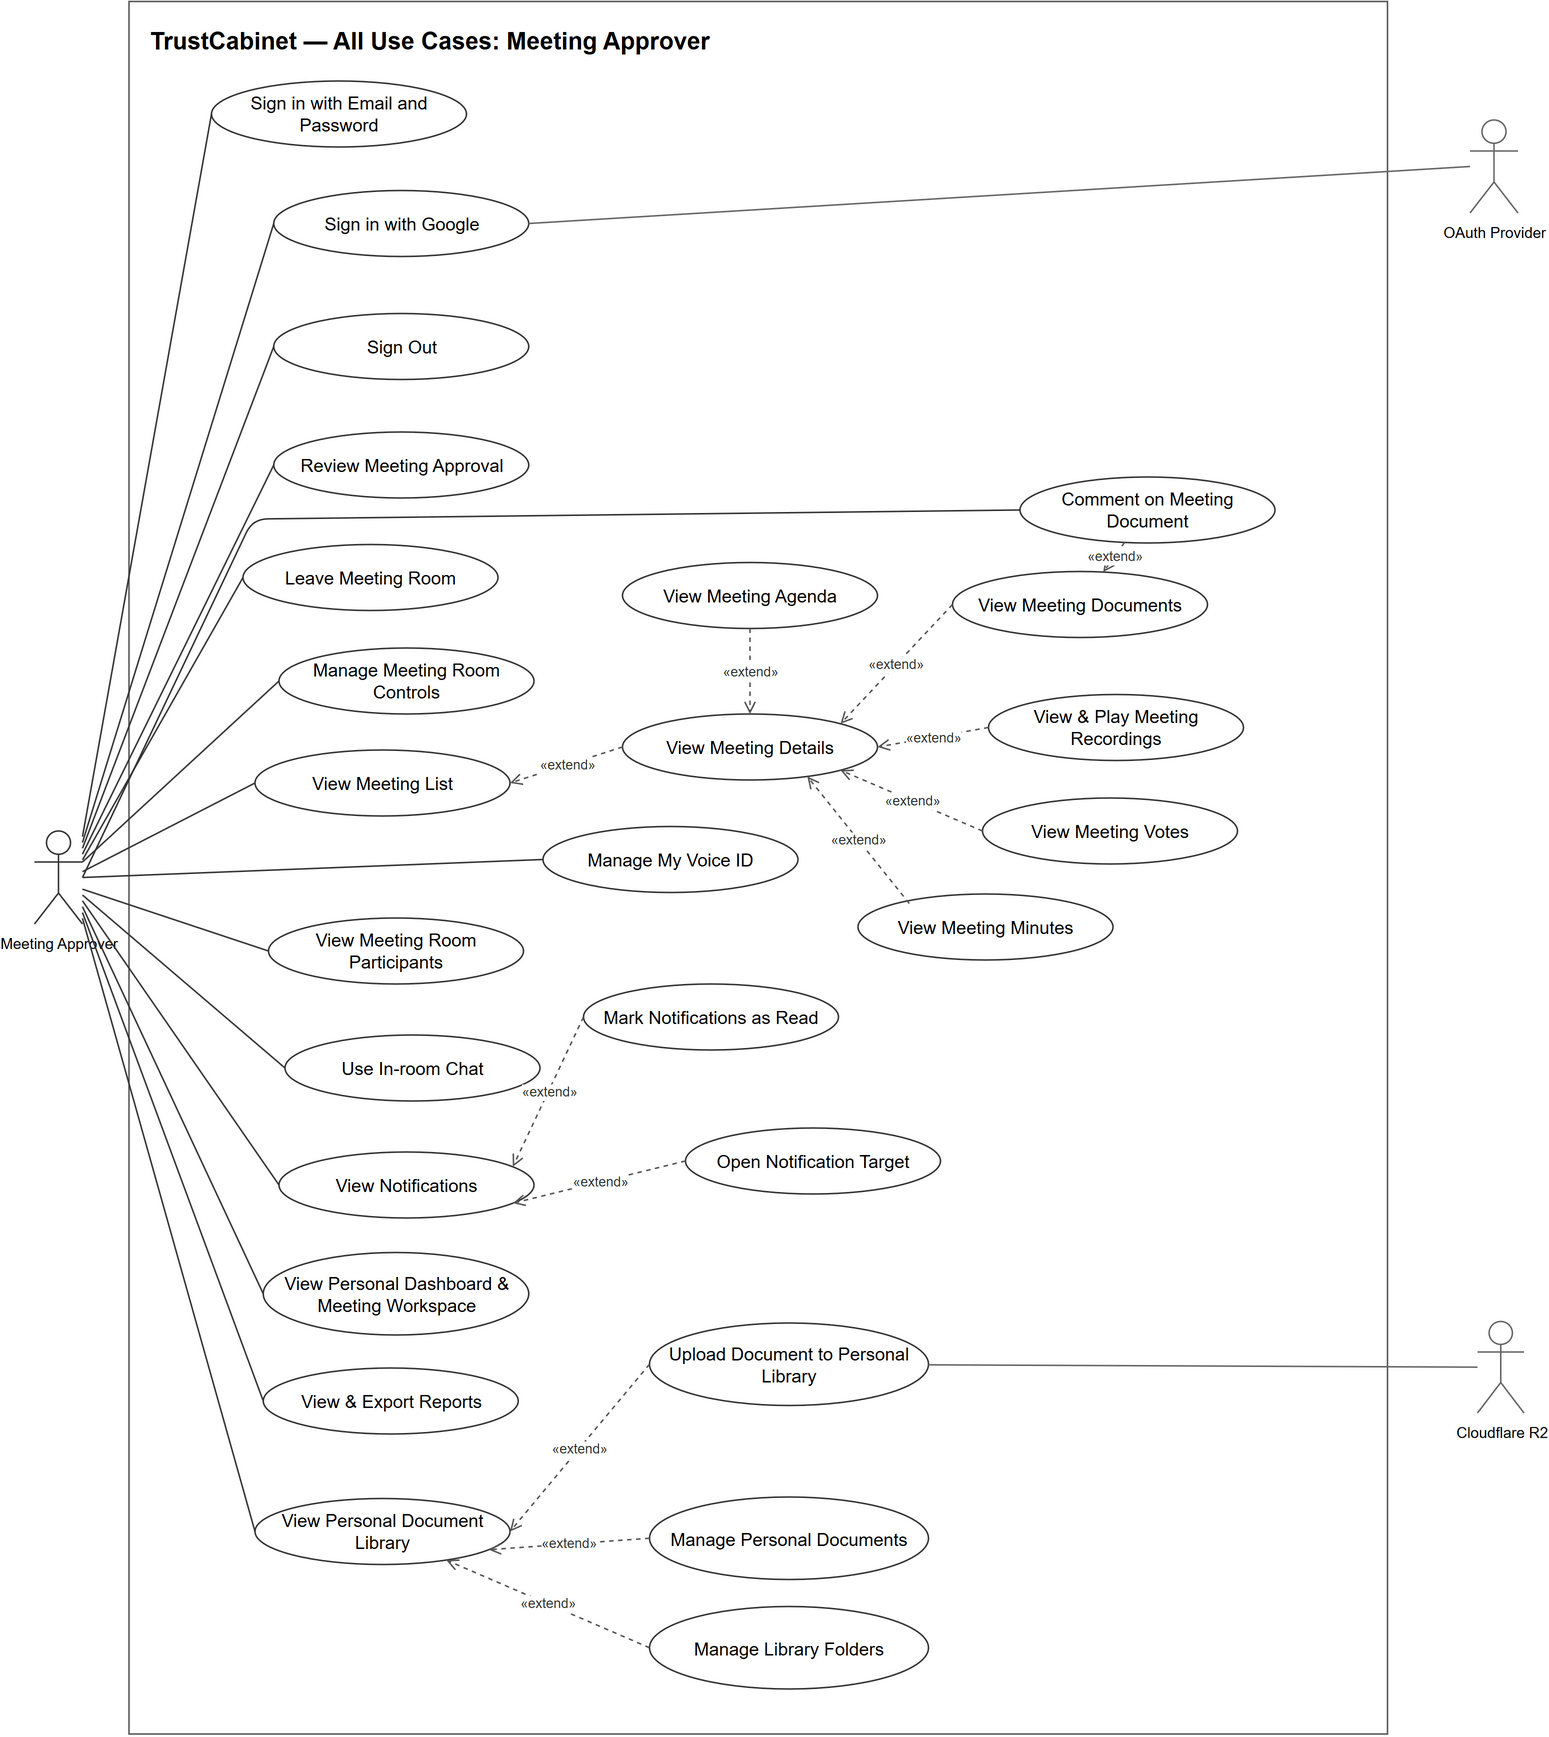 TrustCabinet — All Use Cases: Meeting Approver
Sign in with Email and
Password
Sign in with Google
OAuth Provider
Sign Out
Review Meeting Approval
Comment on Meeting
Document
«extend»
Leave Meeting Room
View Meeting Agenda
View Meeting Documents
«extend»
«extend»
Manage Meeting Room
Controls
View & Play Meeting
Recordings
«extend»
View Meeting Details
«extend»
View Meeting List
«extend»
View Meeting Votes
«extend»
Manage My Voice ID
View Meeting Minutes
Meeting Approver
View Meeting Room
Participants
Mark Notifications as Read
Use In-room Chat
«extend»
Open Notification Target
«extend»
View Notifications
View Personal Dashboard &
Meeting Workspace
Upload Document to Personal
Library
View & Export Reports
Cloudflare R2
«extend»
View Personal Document
Library
«extend»
Manage Personal Documents
«extend»
Manage Library Folders